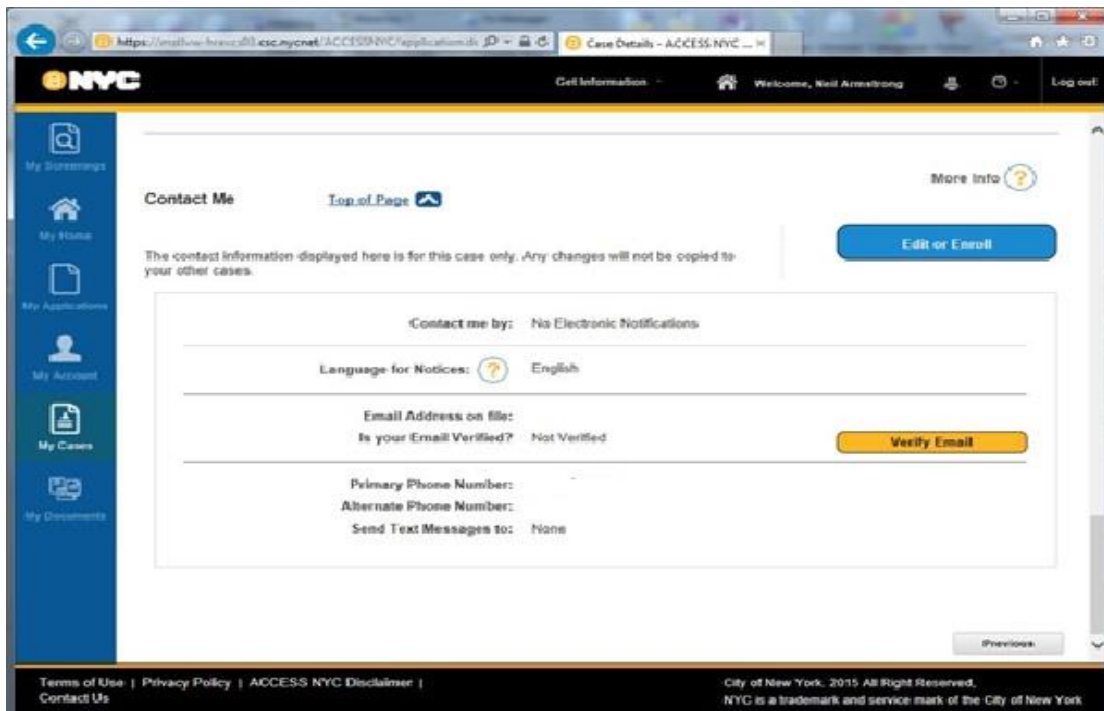 Case Details - ACCESS NYC ...
NYC
Get Information
Welcome, Neil Armstrong
Log out
My Screenings
My Home
My Applications
My Account
My Cases
My Documents
More Info ?
Contact Me
Top of Page
Edit or Enroll
The contact information displayed here is for this case only. Any changes will not be copied to
your other cases.
Contact me by: No Electronic Notifications
Language for Notices: ? English
Email Address on file:
Is your Email Verified? Not Verified
Verify Email
Primary Phone Number:
Alternate Phone Number:
Send Text Messages to: None
Previous
Terms of Use | Privacy Policy | ACCESS NYC Disclaimer |
Contact Us
City of New York. 2015 All Right Reserved,
NYC is a trademark and service mark of the City of New York